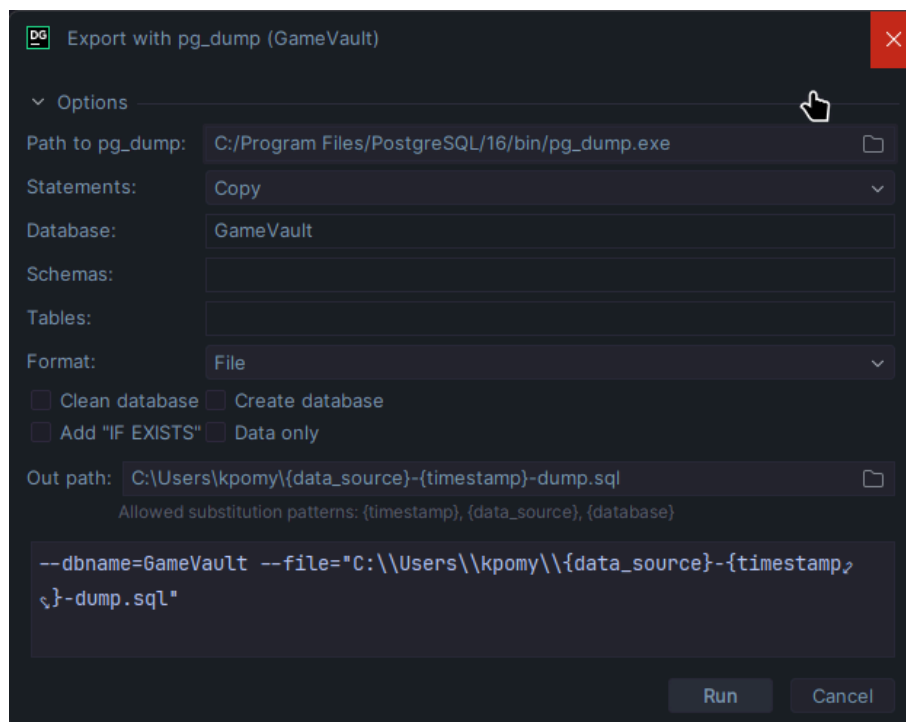 DG
Export with pg_dump (GameVault)
Options
Path to pg_dump: C:/Program Files/PostgreSQL/16/bin/pg_dump.exe
Statements: Copy
Database: GameVault
Schemas:
Tables:
Format: File
Clean database Create database
Add "IF EXISTS" Data only
Out path: C:\Users\kpomy\{data_source}-{timestamp}-dump.sql
Allowed substitution patterns: {timestamp}, {data_source}, {database}
--dbname=GameVault --file="C:\\Users\\kpomy\\{data_source}-{timestamp
}-dump.sql"
Run Cancel